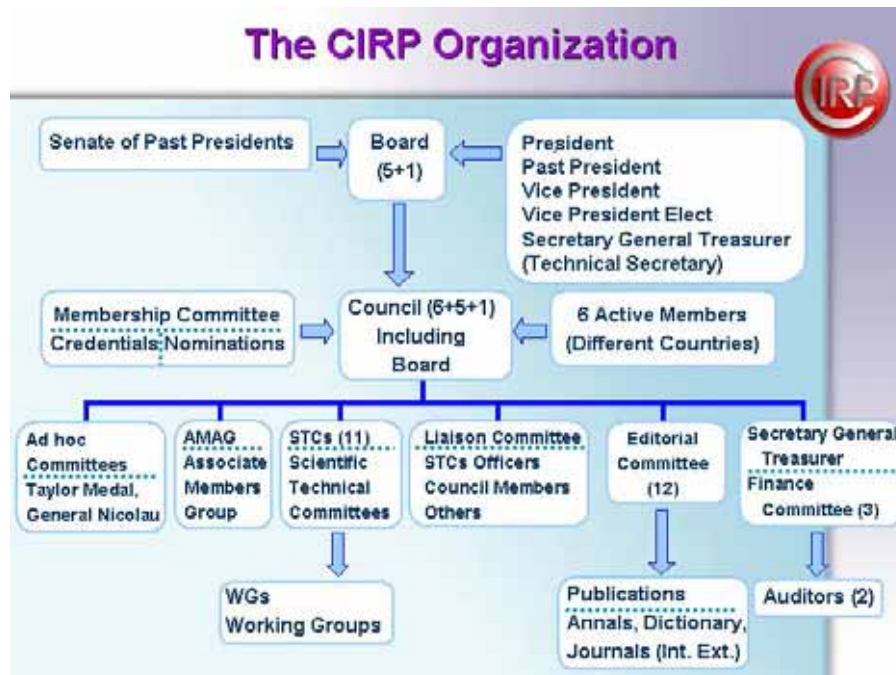 The CIRP Organization
CIRP
Senate of Past Presidents
Board
(5+1)
President
Past President
Vice President
Vice President Elect
Secretary General Treasurer
(Technical Secretary)
Membership Committee
Credentials Nominations
Council (6+5+1)
Including
Board
6 Active Members
(Different Countries)
Ad hoc
Committees
Taylor Medal,
General Nicolau
AMAG
Associate
Members
Group
STCs (11)
Scientific
Technical
Committees
Liaison Committee
STCs Officers
Council Members
Others
Editorial
Committee
(12)
Secretary General
Treasurer
Finance
Committee (3)
WGs
Working Groups
Publications
Annals, Dictionary,
Journals (Int. Ext.)
Auditors (2)